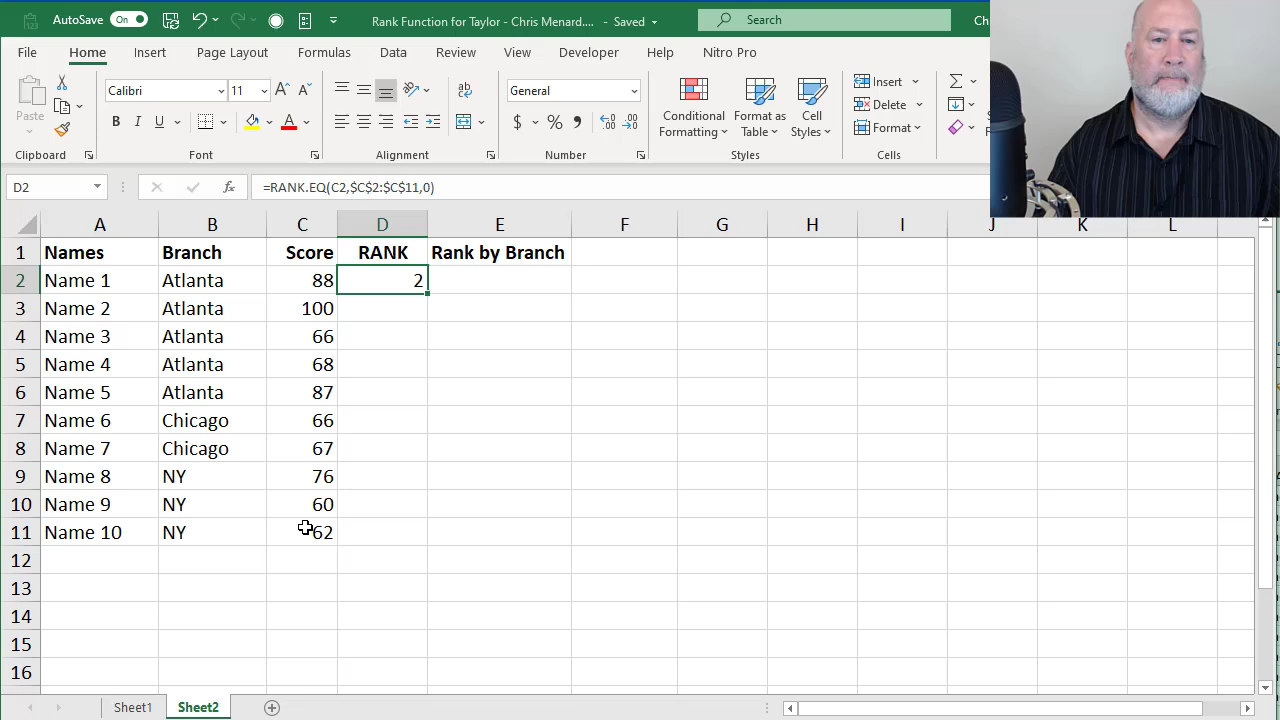 AutoSave On Rank Function for Taylor - Chris Menard.... - Saved Search Ch
File Home Insert Page Layout Formulas Data Review View Developer Help Nitro Pro
Paste Calibri 11 General Conditional Formatting Format as Table Cell Styles Insert Delete Format
B I U $ %
Clipboard Font Alignment Number Styles Cells
D2 fx =RANK.EQ(C2,$C$2:$C$11,0)
A B C D E F G H I J K L
1 Names Branch Score RANK Rank by Branch
2 Name 1 Atlanta 88 2
3 Name 2 Atlanta 100
4 Name 3 Atlanta 66
5 Name 4 Atlanta 68
6 Name 5 Atlanta 87
7 Name 6 Chicago 66
8 Name 7 Chicago 67
9 Name 8 NY 76
10 Name 9 NY 60
11 Name 10 NY 62
12
13
14
15
16
Sheet1 Sheet2